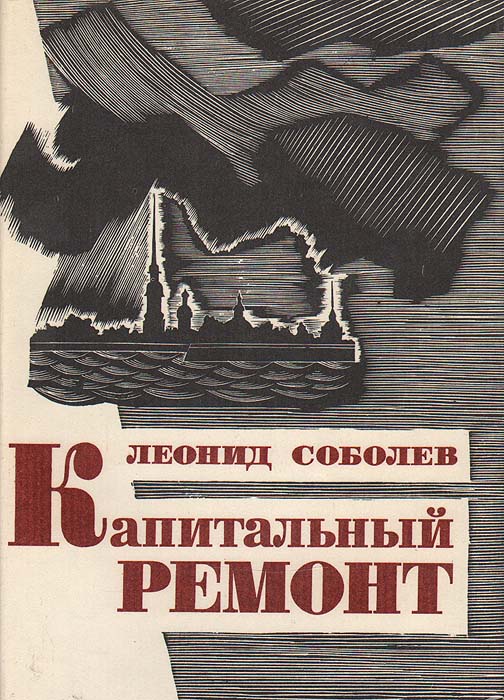 ЛЕОНИД СОБОЛЕВ
Капитальный
РЕМОНТ